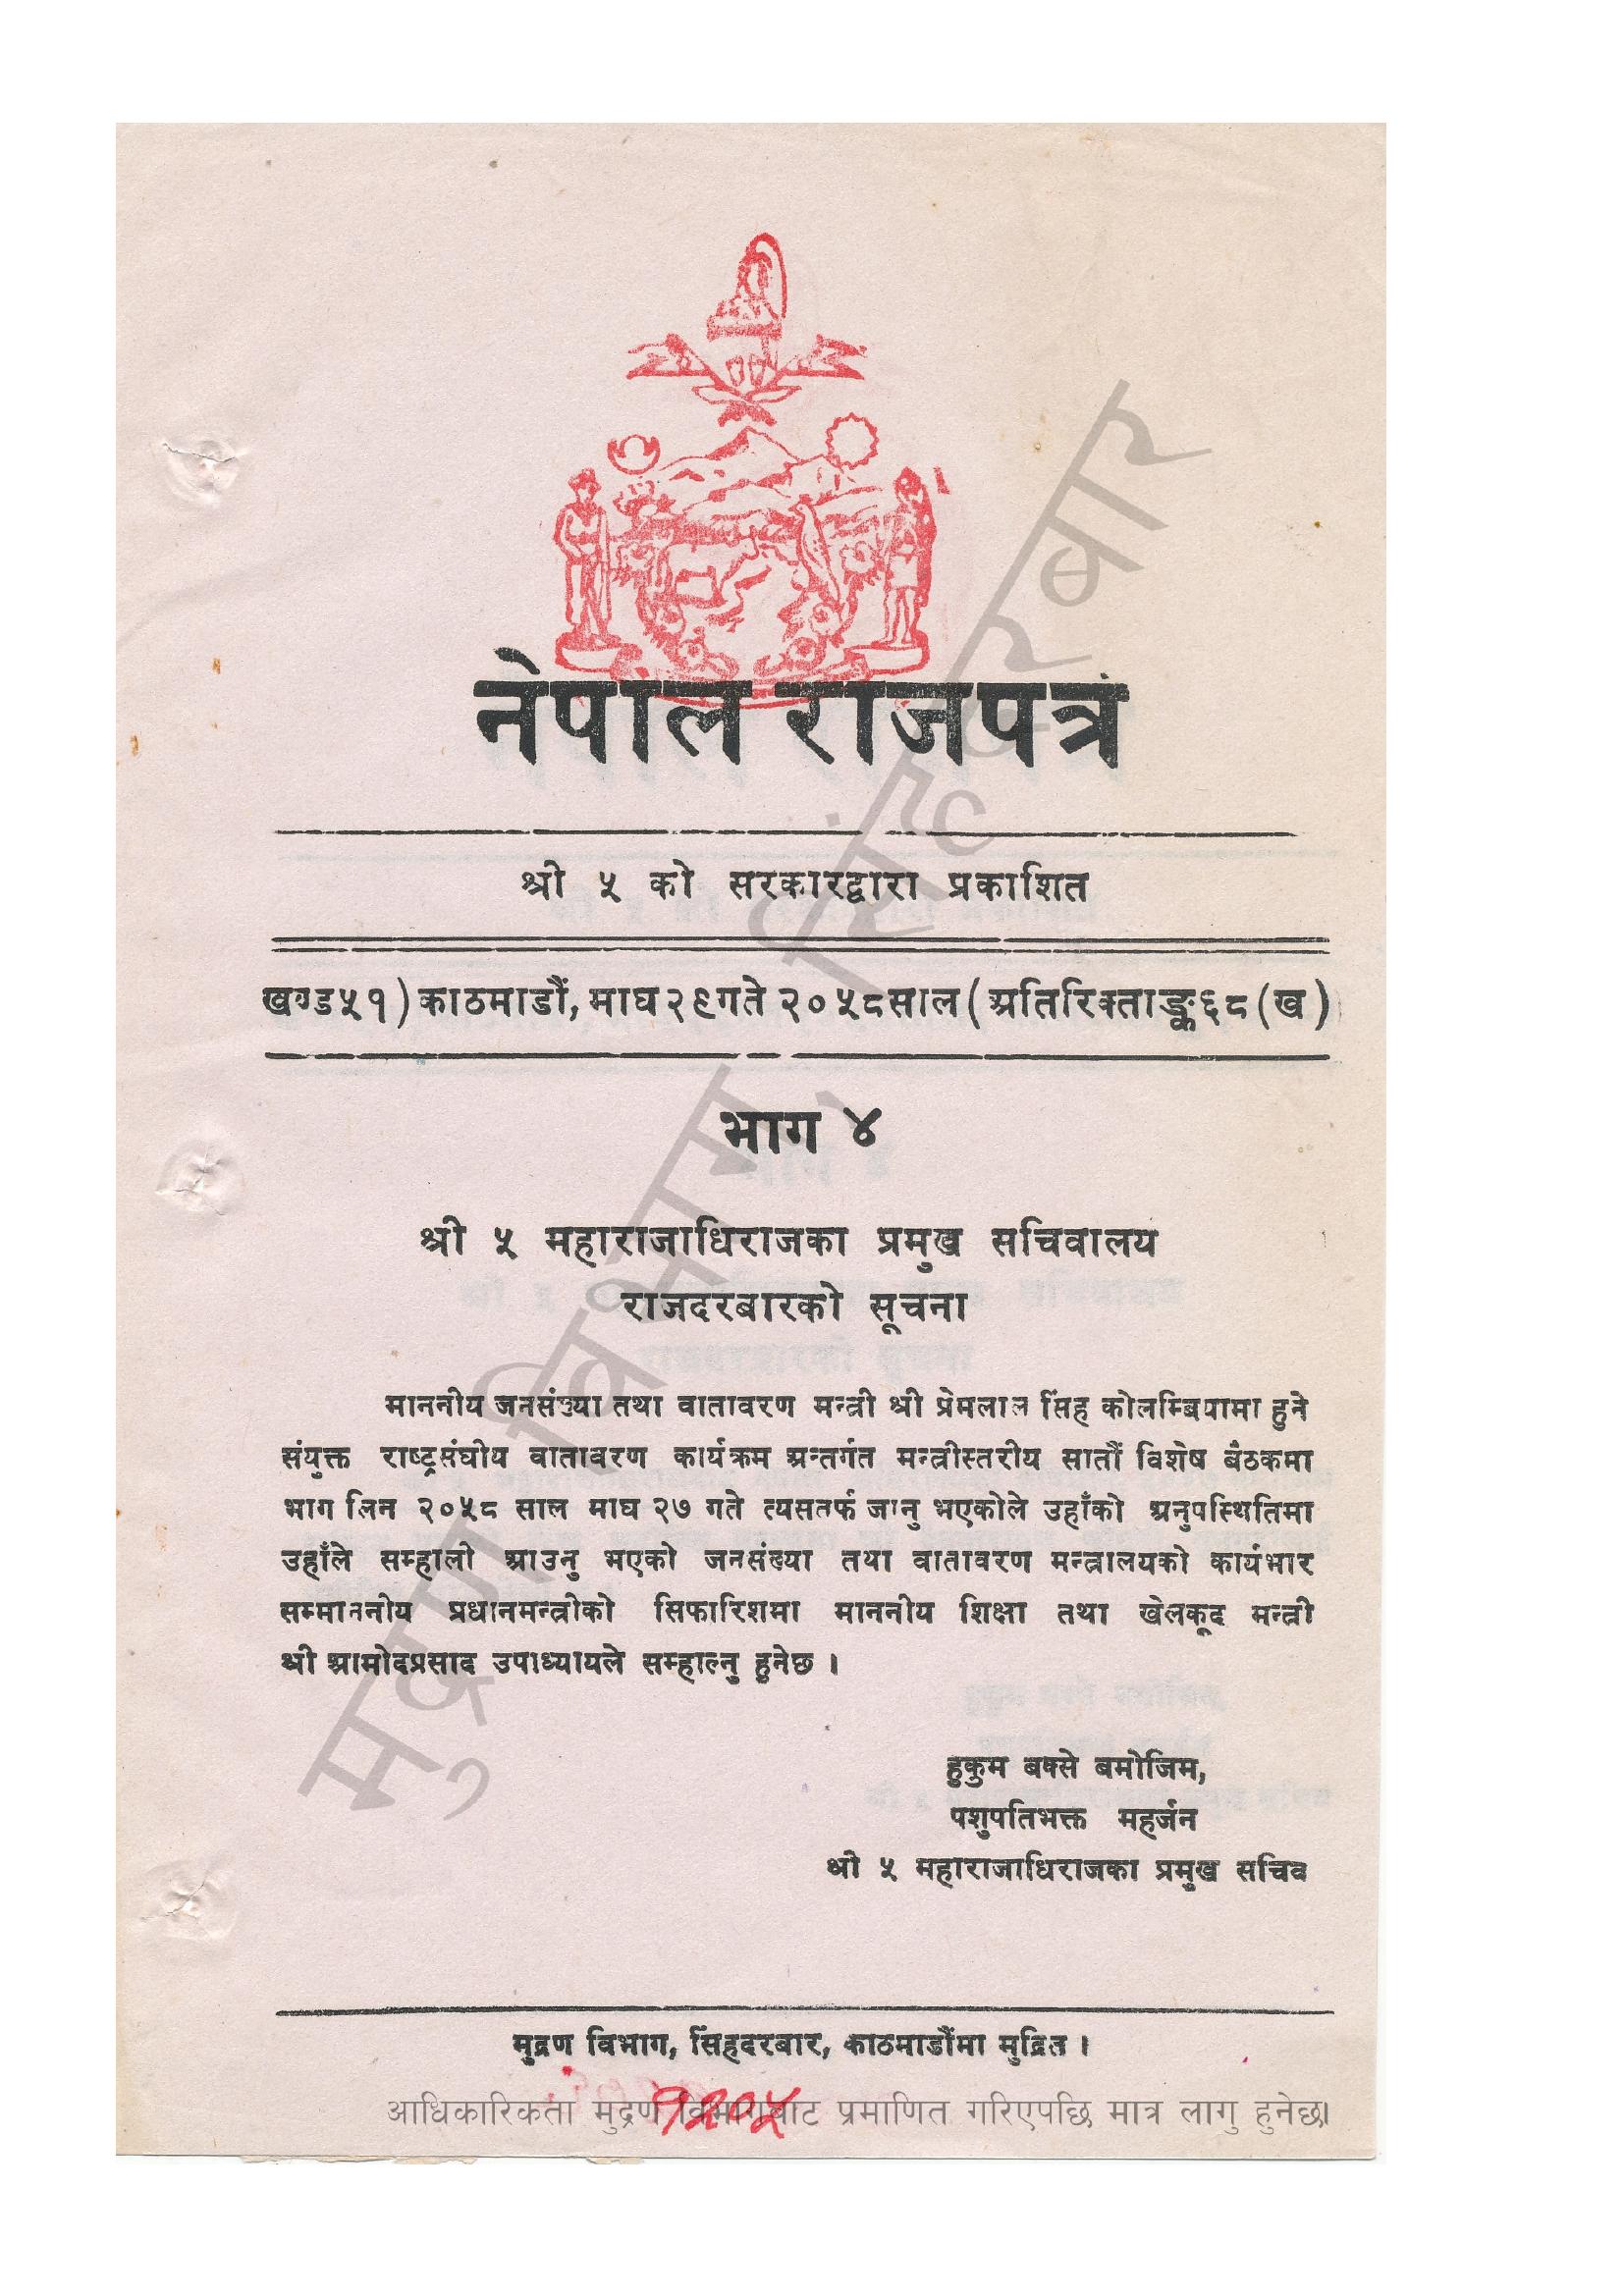 नेपाल राजपत्र
श्री ५ को सरकारद्वारा प्रकाशित
खण्ड ५१) काठमाडौं, माघ २९ गते २०५८ साल (अतिरिक्ताङ्क ६८ (ख)
भाग ४
श्री ५ महाराजाधिराजका प्रमुख सचिवालय
राजदरबारको सूचना
माननीय जनसंख्या तथा वातावरण मन्त्री श्री प्रेमलाल सिंह कोलम्बियामा हुने
संयुक्त राष्ट्रसंघीय वातावरण कार्यक्रम अन्तर्गत मन्त्रीस्तरीय सातौं विशेष बैठकमा
भाग लिन २०५८ साल माघ २७ गते त्यसतर्फ जानु भएकोले उहाँको अनुपस्थितिमा
उहाँले सम्हाली आउनु भएको जनसंख्या तथा वातावरण मन्त्रालयको कार्यभार
सम्माननीय प्रधानमन्त्रीको सिफारिशमा माननीय शिक्षा तथा खेलकूद मन्त्री
श्री आमोदप्रसाद उपाध्यायले सम्हाल्नु हुनेछ ।
हुकुम बक्से बमोजिम,
पशुपतिभक्त महर्जन
श्री ५ महाराजाधिराजका प्रमुख सचिव
मुद्रण विभाग, सिंहदरबार, काठमाडौंमा मुद्रित ।
आधिकारिकता मुद्रण विभागबाट प्रमाणित गरिएपछि मात्र लागु हुनेछ।
१२०५
मुद्रण विभाग, सिंहदरबार